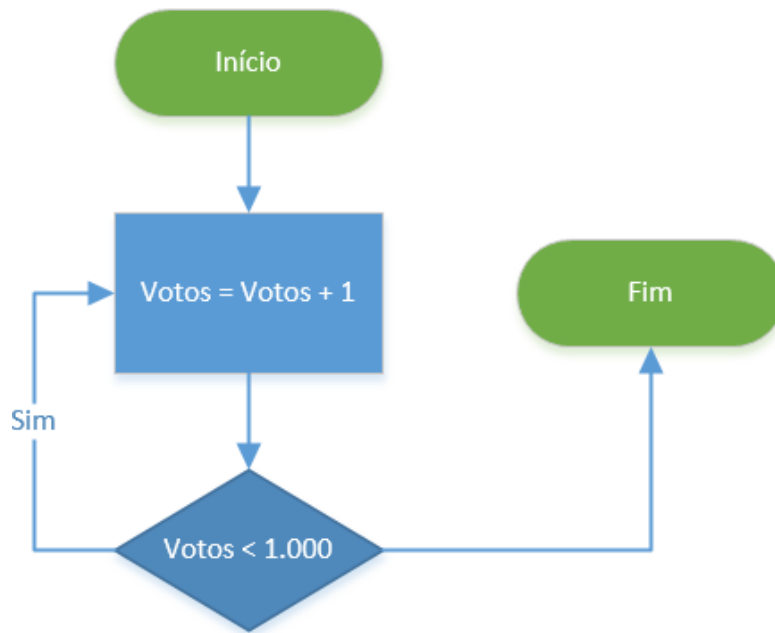 Início
Votos = Votos + 1
Fim
Sim
Votos < 1.000